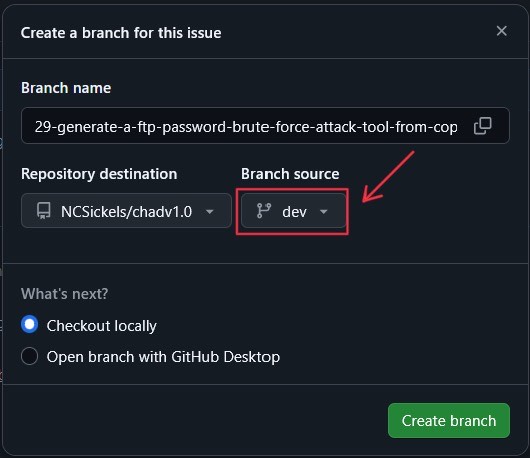 Create a branch for this issue
Branch name
29-generate-a-ftp-password-brute-force-attack-tool-from-cop
Repository destination
Branch source
NCSickels/chadv1.0
dev
What's next?
Checkout locally
Open branch with GitHub Desktop
Create branch